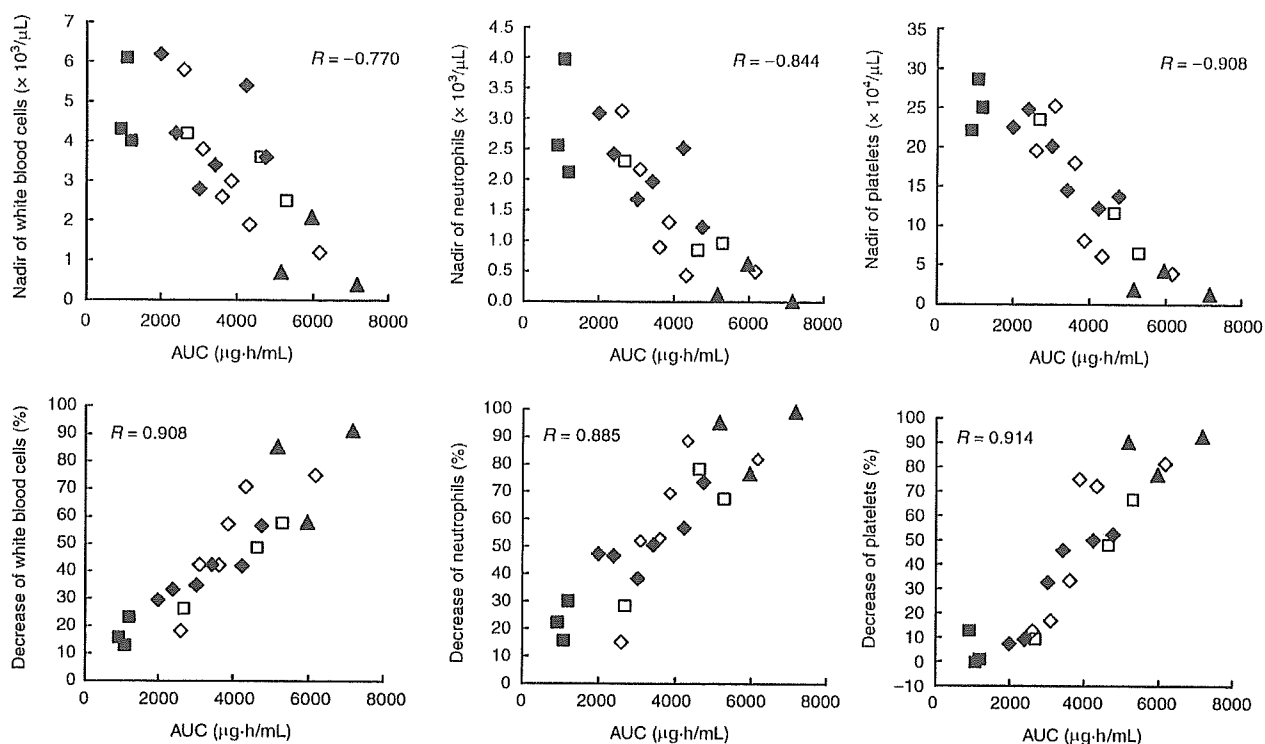 Nadir of white blood cells (× 10³/μL)
7
6
5
4
3
2
1
0
R = −0.770
0 2000 4000 6000 8000
AUC (μg·h/mL)
Nadir of neutrophils (× 10³/μL)
4.5
4.0
3.5
3.0
2.5
2.0
1.5
1.0
0.5
0.0
R = −0.844
0 2000 4000 6000 8000
AUC (μg·h/mL)
Nadir of platelets (× 10⁴/μL)
35
30
25
20
15
10
5
0
R = −0.908
0 2000 4000 6000 8000
AUC (μg·h/mL)
Decrease of white blood cells (%)
100
90
80
70
60
50
40
30
20
10
0
R = 0.908
0 2000 4000 6000 8000
AUC (μg·h/mL)
Decrease of neutrophils (%)
100
90
80
70
60
50
40
30
20
10
0
R = 0.885
0 2000 4000 6000 8000
AUC (μg·h/mL)
Decrease of platelets (%)
100
90
80
70
60
50
40
30
20
10
0
−10
R = 0.914
0 2000 4000 6000 8000
AUC (μg·h/mL)